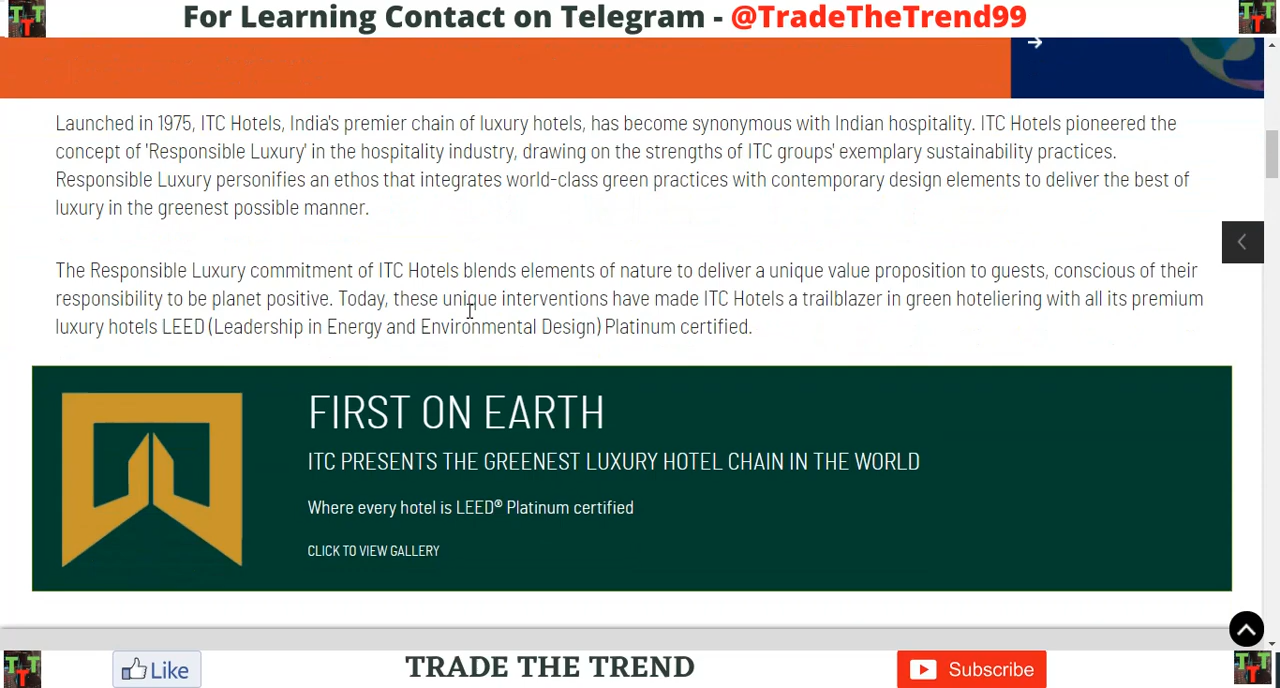 For Learning Contact on Telegram - @TradeTheTrend99
Launched in 1975, ITC Hotels, India's premier chain of luxury hotels, has become synonymous with Indian hospitality. ITC Hotels pioneered the
concept of 'Responsible Luxury' in the hospitality industry, drawing on the strengths of ITC groups' exemplary sustainability practices.
Responsible Luxury personifies an ethos that integrates world-class green practices with contemporary design elements to deliver the best of
luxury in the greenest possible manner.
The Responsible Luxury commitment of ITC Hotels blends elements of nature to deliver a unique value proposition to guests, conscious of their
responsibility to be planet positive. Today, these unique interventions have made ITC Hotels a trailblazer in green hoteliering with all its premium
luxury hotels LEED (Leadership in Energy and Environmental Design) Platinum certified.
FIRST ON EARTH
ITC PRESENTS THE GREENEST LUXURY HOTEL CHAIN IN THE WORLD
Where every hotel is LEED® Platinum certified
CLICK TO VIEW GALLERY
TTT
Like
TRADE THE TREND
Subscribe
TTT